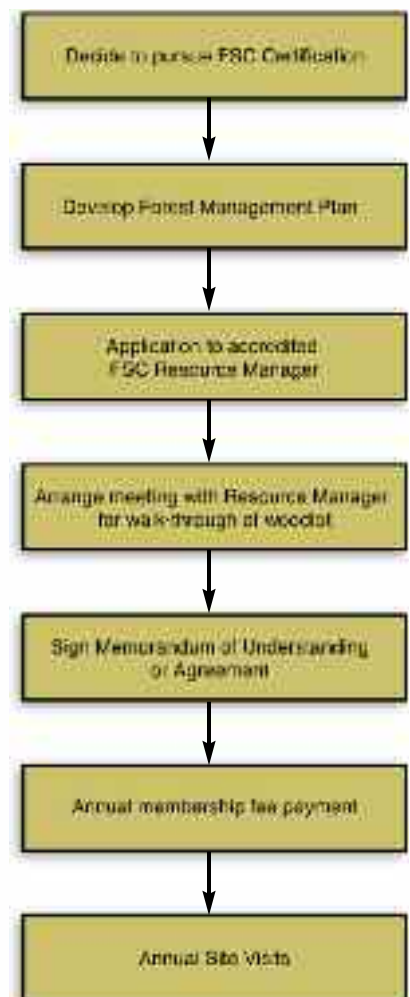 Decide to pursue FSC Certification
Develop Forest Management Plan
Application to accredited
FSC Resource Manager
Arrange meeting with Resource Manager
for walk-through of woodlot
Sign Memorandum of Understanding
or Agreement
Annual membership fee payment
Annual Site Visits